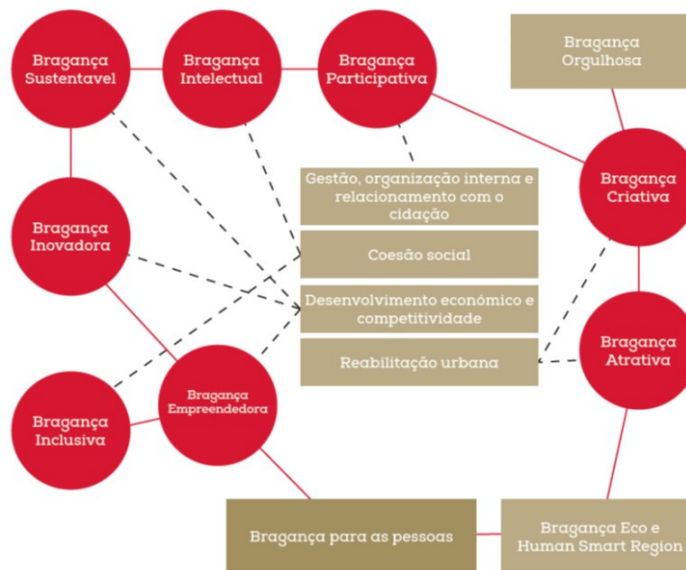 Bragança
Sustentavel
Bragança
Intelectual
Bragança
Participativa
Bragança
Orgulhosa
Bragança
Criativa
Gestão, organização interna e
relacionamento com o
cidação
Bragança
Inovadora
Coesão social
Desenvolvimento económico e
competitividade
Reabilitação urbana
Bragança
Atrativa
Bragança
Empreendedora
Bragança
Inclusiva
Bragança para as pessoas
Bragança Eco e
Human Smart Region